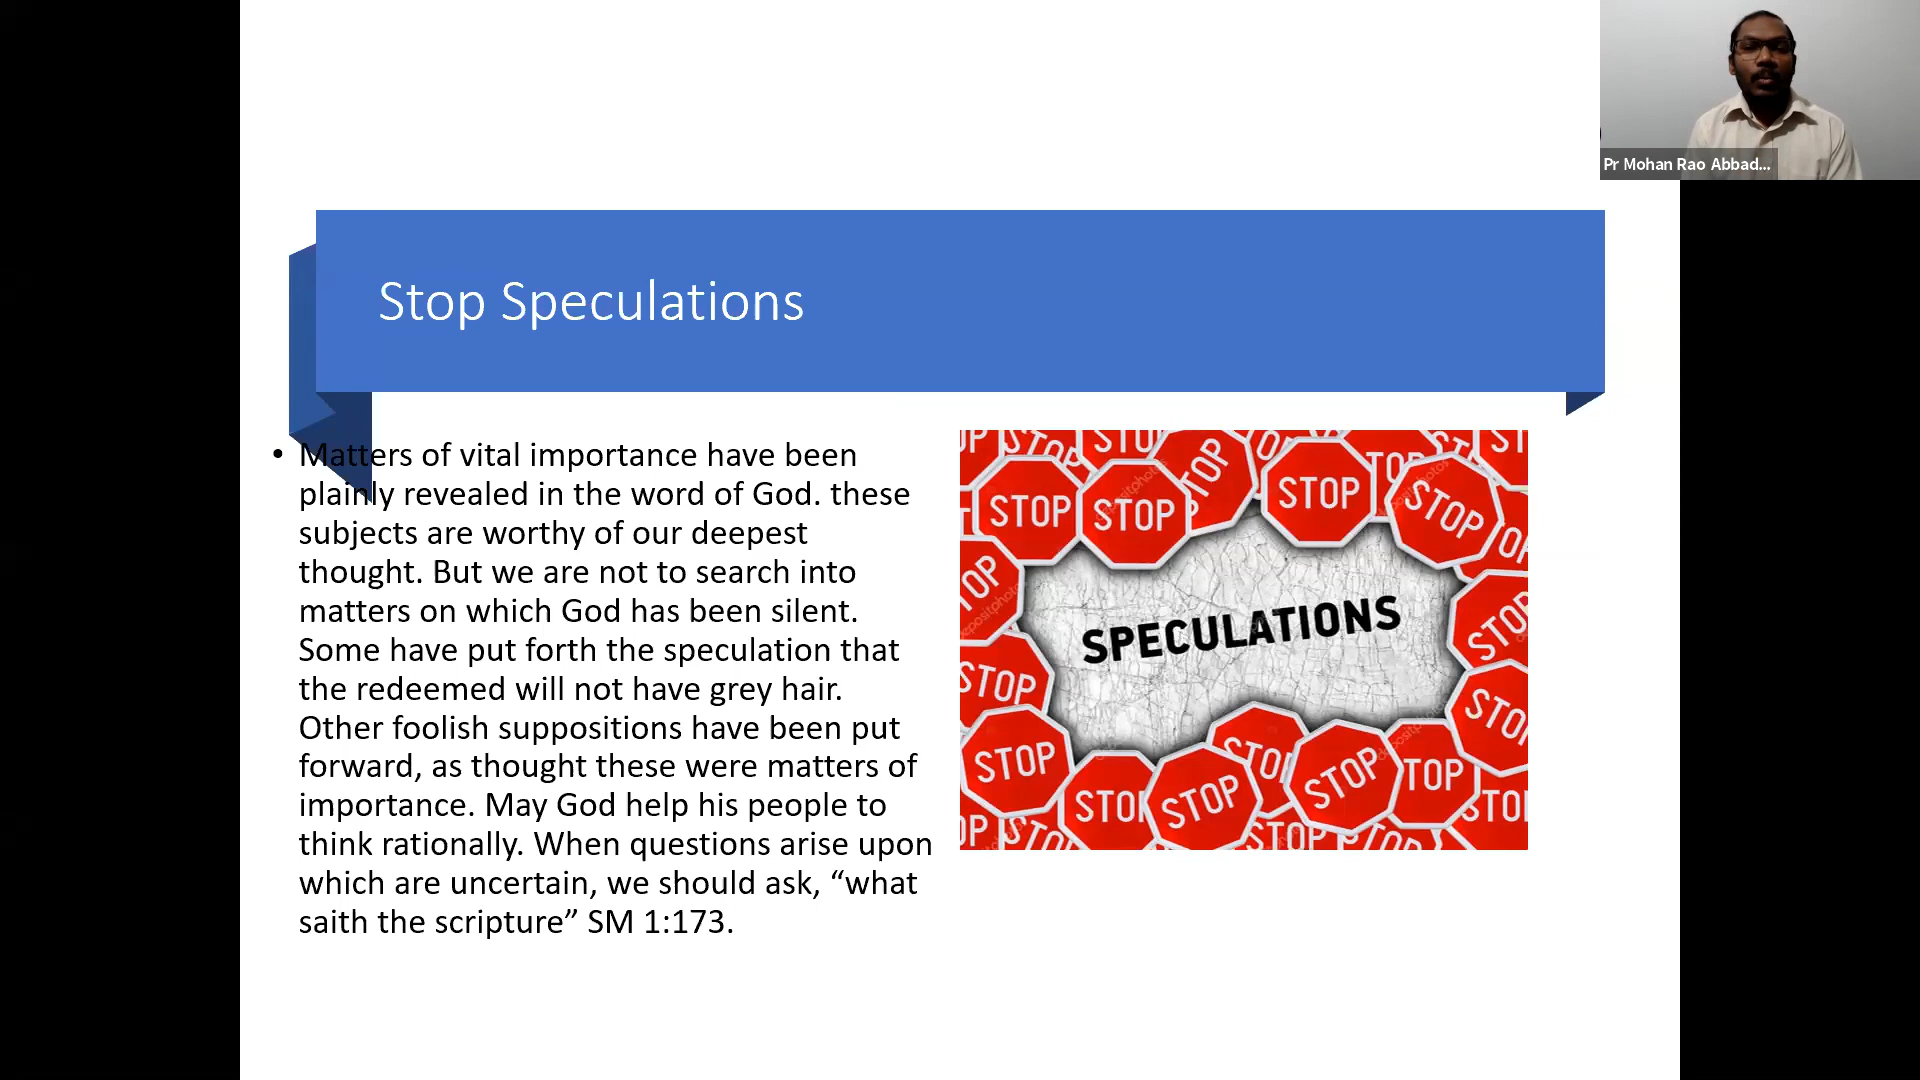 Pr Mohan Rao Abbad...
Stop Speculations
• Matters of vital importance have been
plainly revealed in the word of God. these
subjects are worthy of our deepest
thought. But we are not to search into
matters on which God has been silent.
Some have put forth the speculation that
the redeemed will not have grey hair.
Other foolish suppositions have been put
forward, as thought these were matters of
importance. May God help his people to
think rationally. When questions arise upon
which are uncertain, we should ask, “what
saith the scripture” SM 1:173.
STOP STOP STOP STOP STOP
SPECULATIONS
STOP
STOP STOP STOP